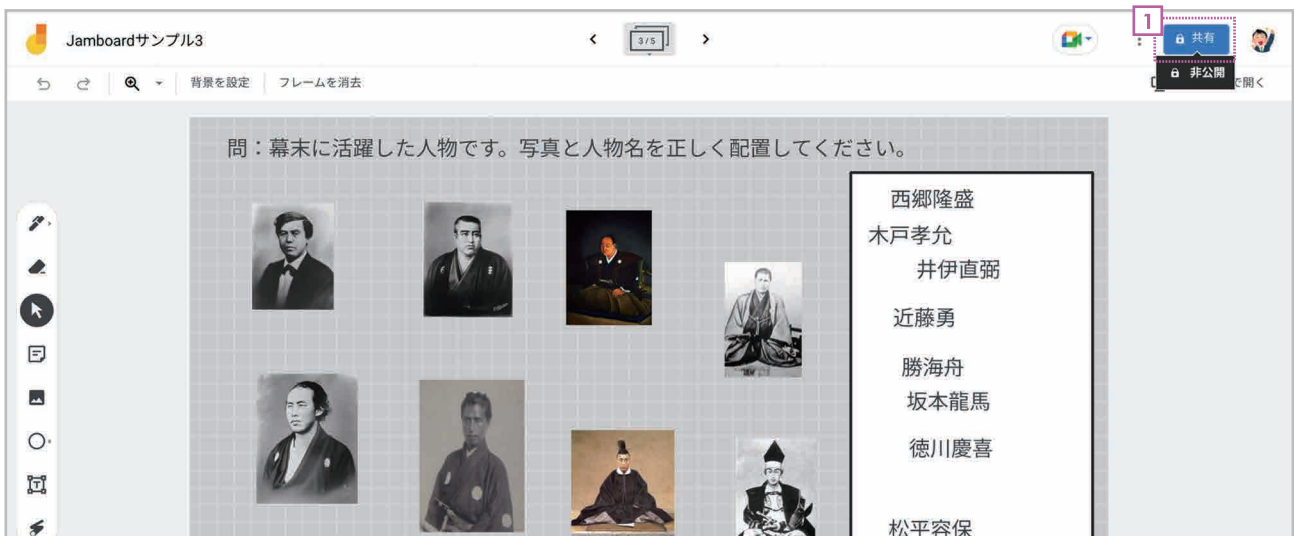 Jamboardサンプル3
3/5
1
共有
非公開
背景を設定
フレームを消去
で開く
問：幕末に活躍した人物です。写真と人物名を正しく配置してください。
西郷隆盛
木戸孝允
井伊直弼
近藤勇
勝海舟
坂本龍馬
徳川慶喜
松平容保